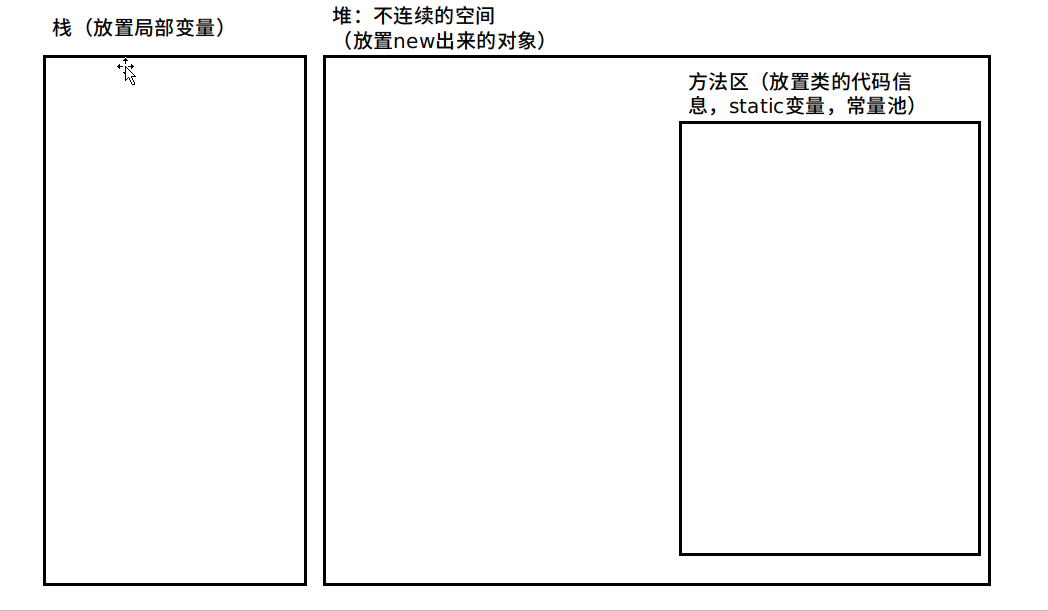 栈（放置局部变量）
堆：不连续的空间
（放置new出来的对象）
方法区（放置类的代码信
息，static变量，常量池）